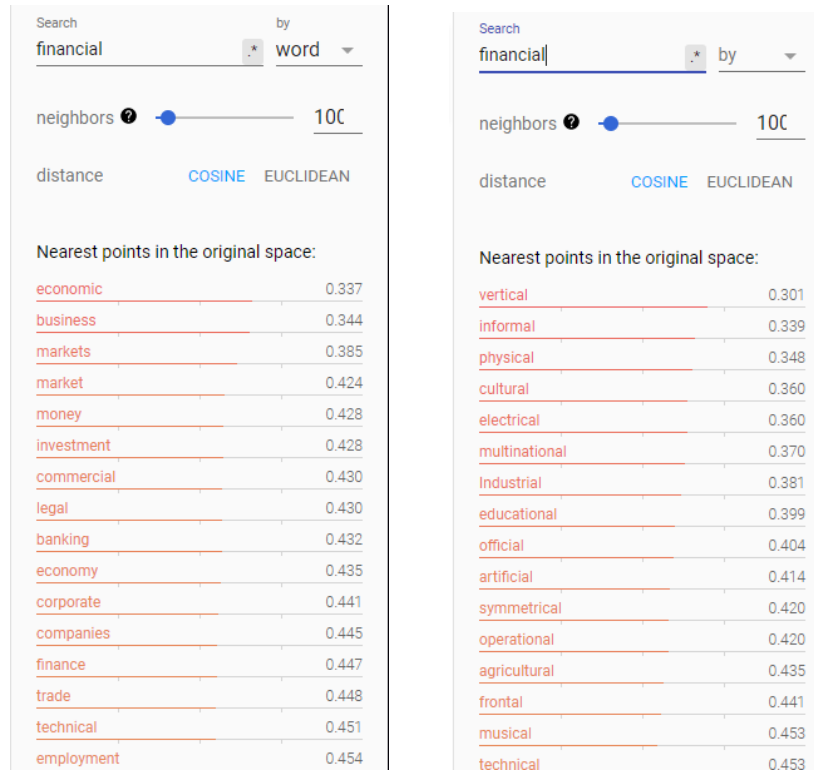 Search by
financial .* word
neighbors ? 100
distance COSINE EUCLIDEAN
Nearest points in the original space:
economic 0.337
business 0.344
markets 0.385
market 0.424
money 0.428
investment 0.428
commercial 0.430
legal 0.430
banking 0.432
economy 0.435
corporate 0.441
companies 0.445
finance 0.447
trade 0.448
technical 0.451
employment 0.454
Search
financial .* by
neighbors ? 100
distance COSINE EUCLIDEAN
Nearest points in the original space:
vertical 0.301
informal 0.339
physical 0.348
cultural 0.360
electrical 0.360
multinational 0.370
Industrial 0.381
educational 0.399
official 0.404
artificial 0.414
symmetrical 0.420
operational 0.420
agricultural 0.435
frontal 0.441
musical 0.453
technical 0.453